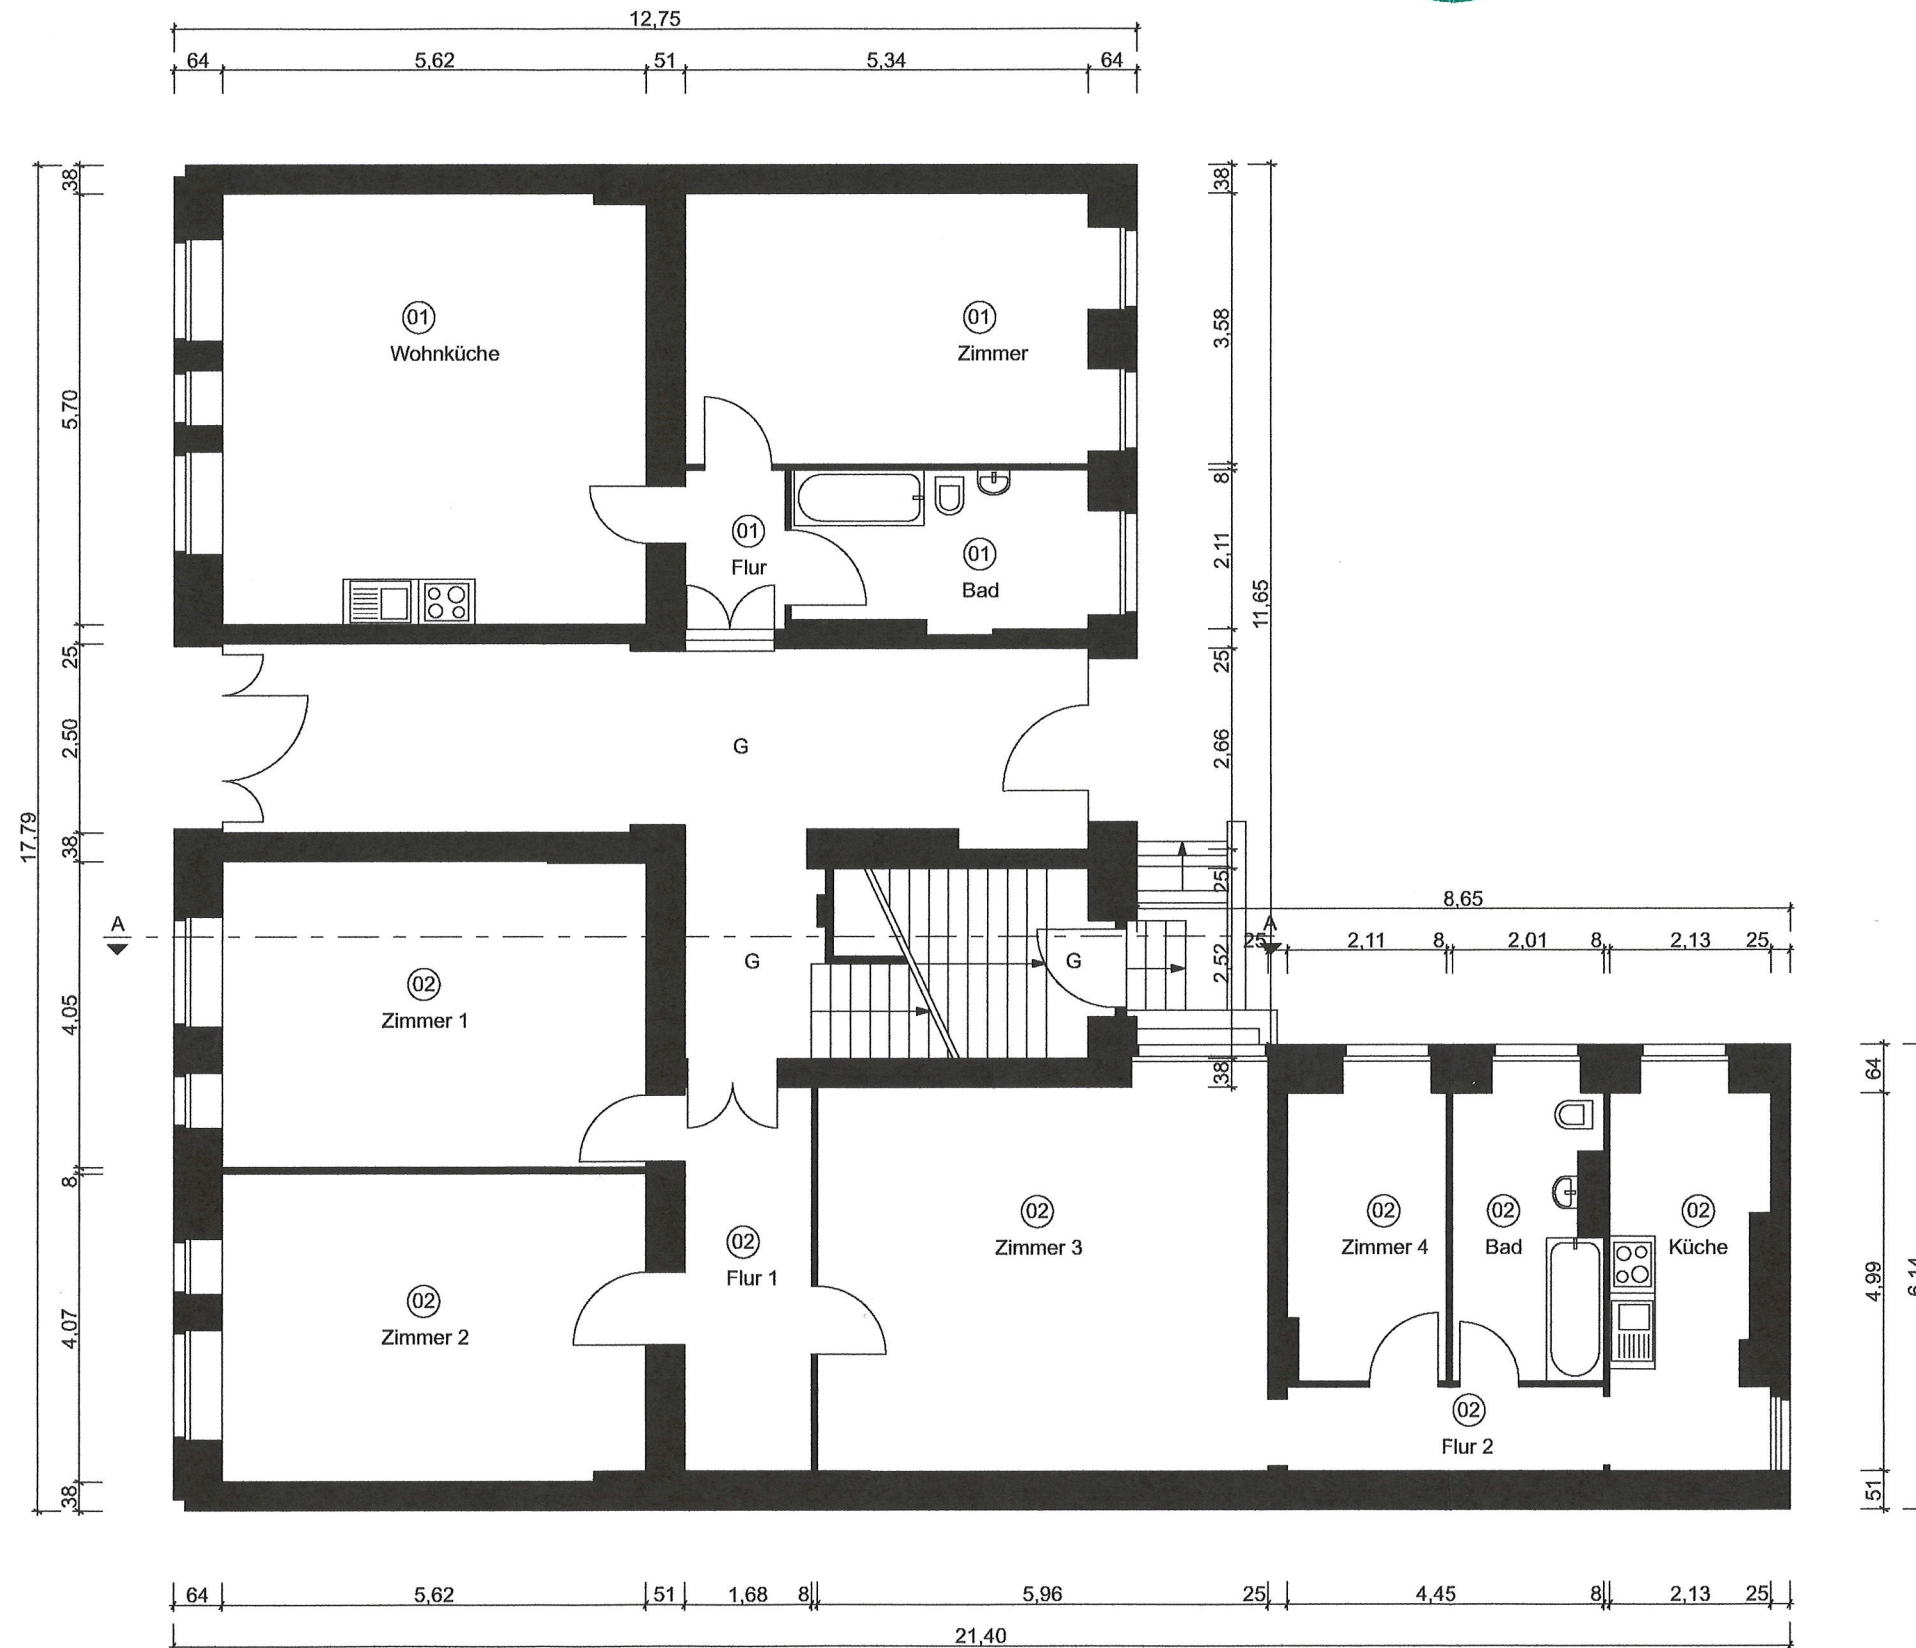 12,75
64 5,62 51 5,34 64
38
5,70
25
2,50
38
4,05
8
4,07
38
17,79
38
3,58
8
2,11
25
2,66
25
2,52
38
11,65
01
Wohnküche
01
Zimmer
01
Flur
01
Bad
G
A
A
G
G
8,65
25 2,11 8 2,01 8 2,13 25
02
Zimmer 1
02
Zimmer 2
02
Flur 1
02
Zimmer 3
02
Zimmer 4
02
Bad
02
Küche
02
Flur 2
64
4,99
51
6,14
64 5,62 51 1,68 8 5,96 25 4,45 8 2,13 25
21,40